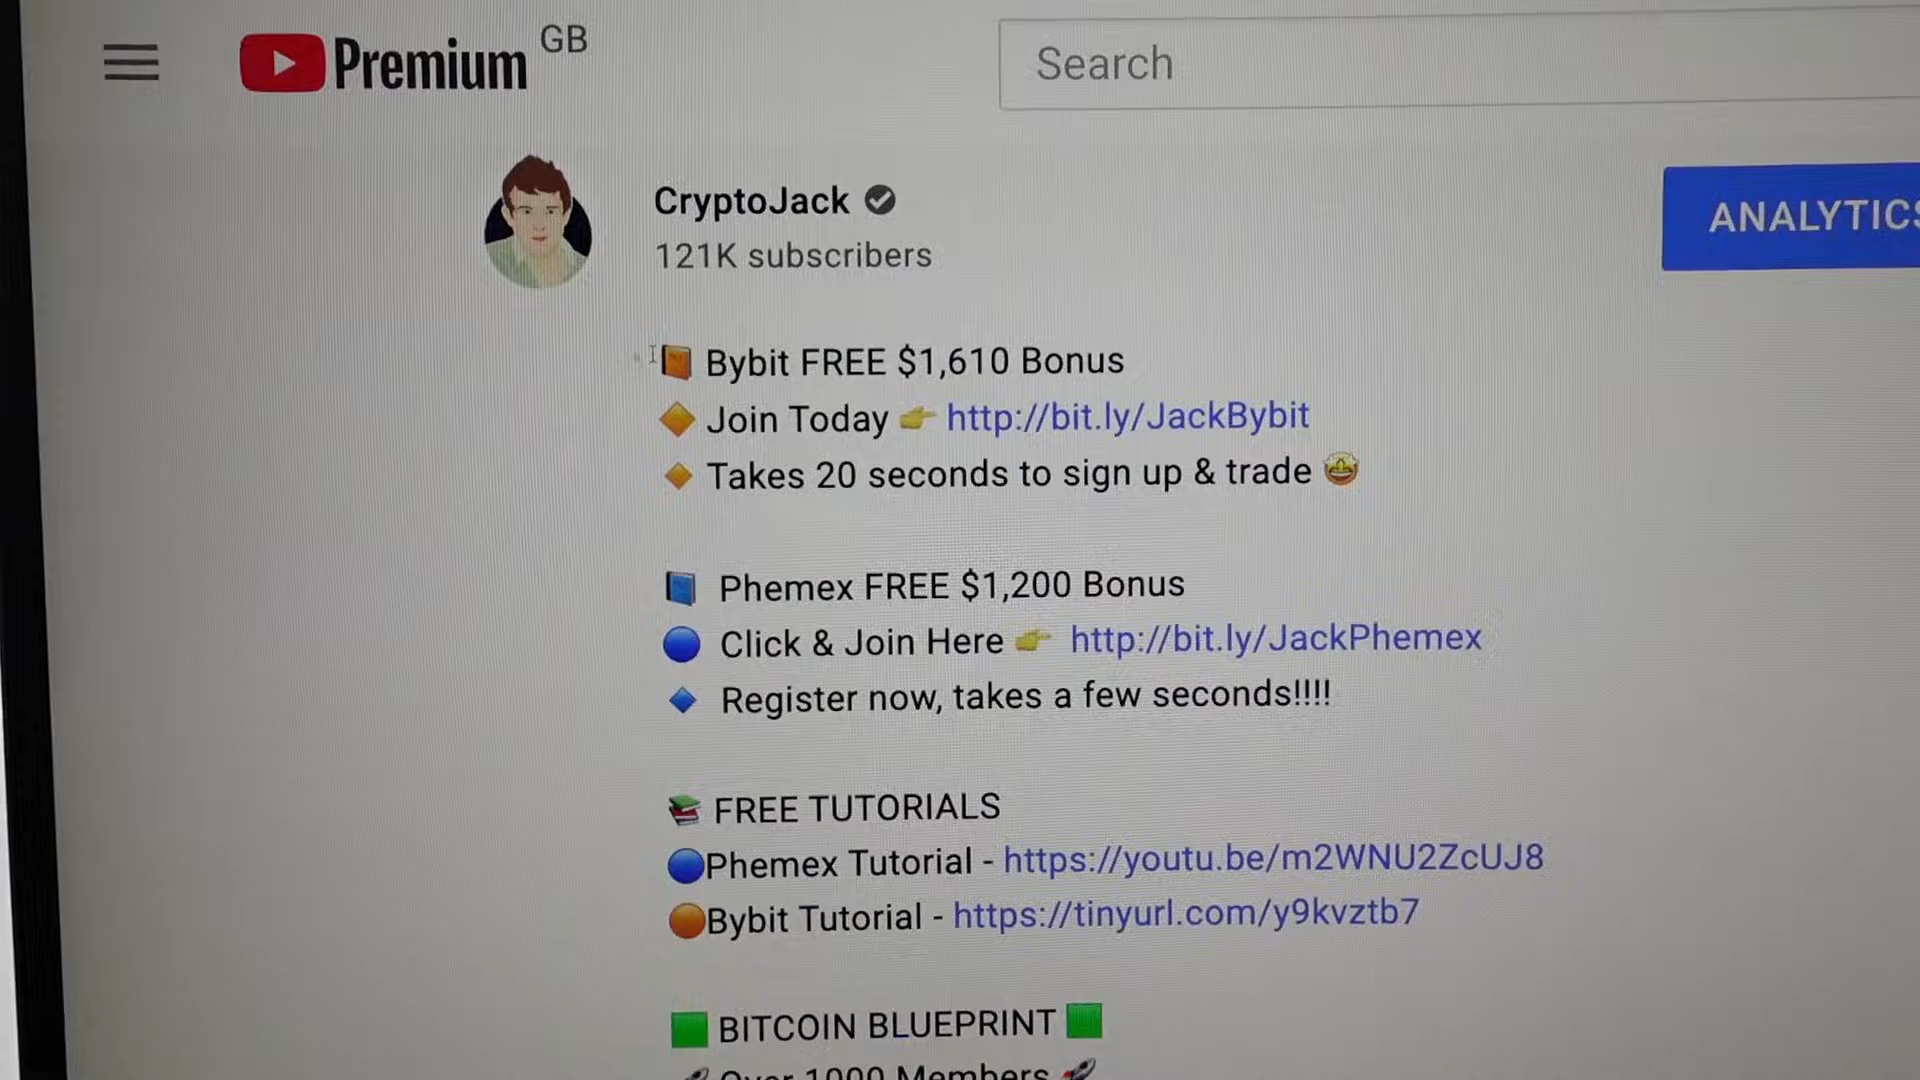 Premium GB
Search
CryptoJack
121K subscribers
ANALYTICS
Bybit FREE $1,610 Bonus
Join Today 👉 http://bit.ly/JackBybit
Takes 20 seconds to sign up & trade 🤩
Phemex FREE $1,200 Bonus
Click & Join Here 👉 http://bit.ly/JackPhemex
Register now, takes a few seconds!!!!
FREE TUTORIALS
Phemex Tutorial - https://youtu.be/m2WNU2ZcUJ8
Bybit Tutorial - https://tinyurl.com/y9kvztb7
BITCOIN BLUEPRINT
Over 1000 Members